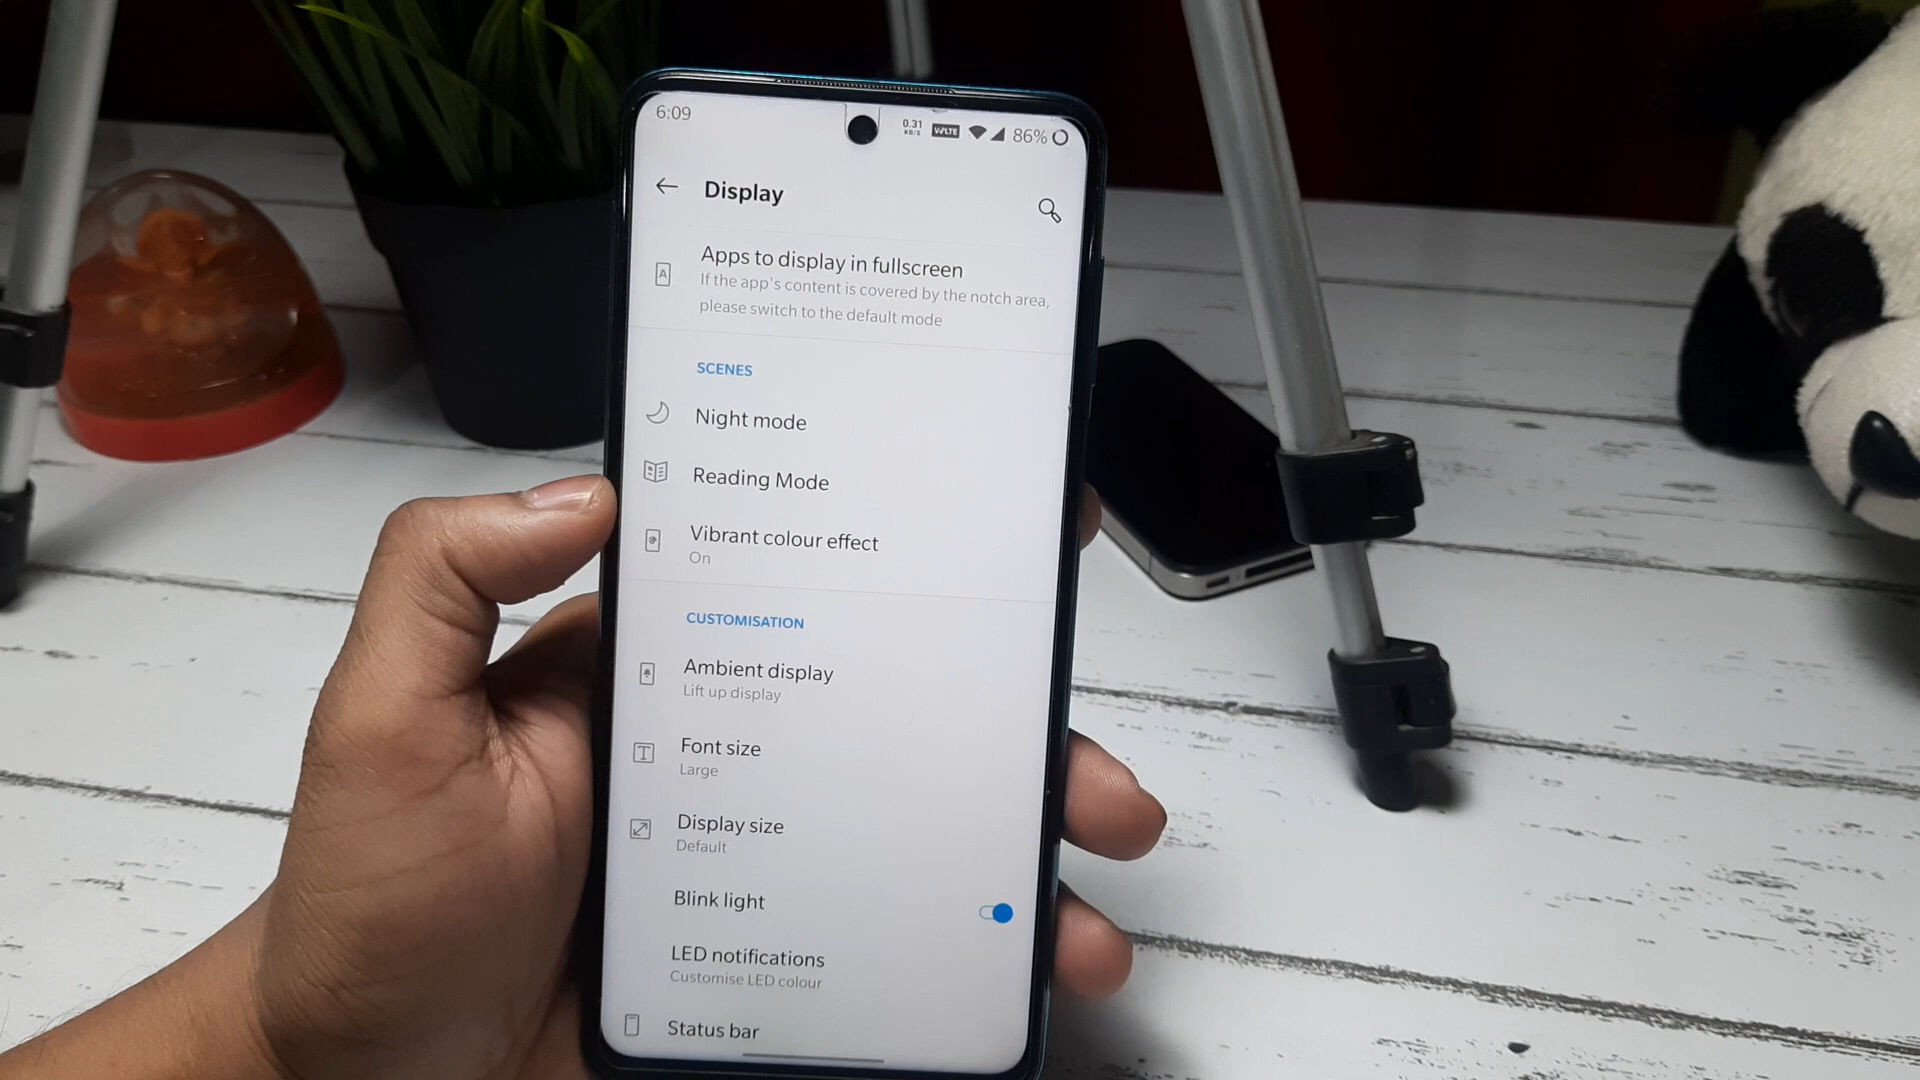 6:09
0.31
KB/S
VoLTE
86%
Display
Apps to display in fullscreen
If the app's content is covered by the notch area,
please switch to the default mode
SCENES
Night mode
Reading Mode
Vibrant colour effect
On
CUSTOMISATION
Ambient display
Lift up display
Font size
Large
Display size
Default
Blink light
LED notifications
Customise LED colour
Status bar